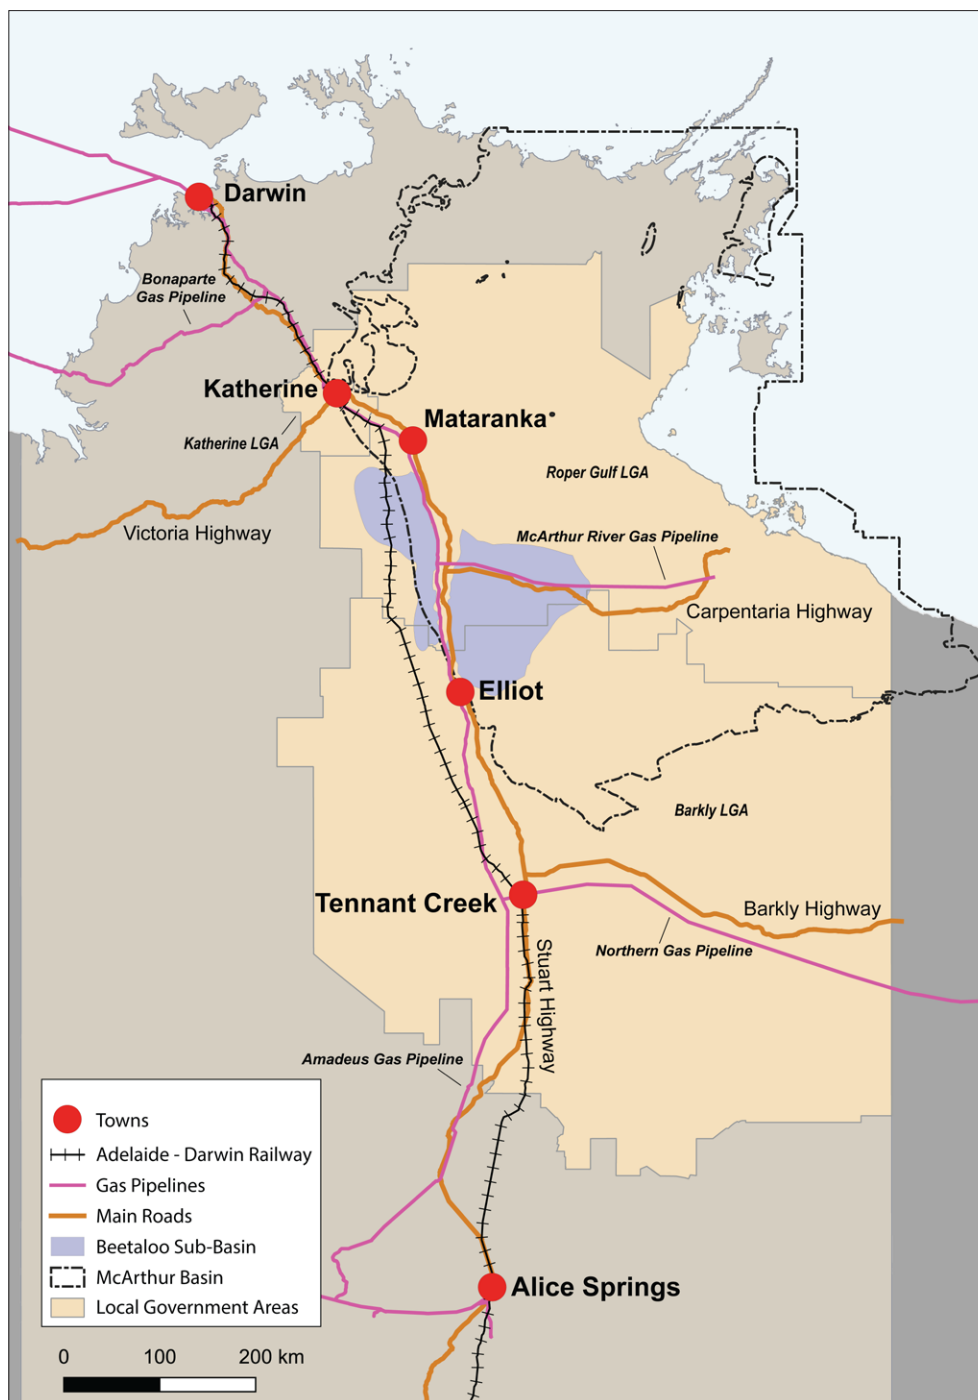 Darwin
Bonaparte
Gas Pipeline
Katherine
Mataranka
Katherine LGA
Roper Gulf LGA
Victoria Highway
McArthur River Gas Pipeline
Carpentaria Highway
Elliot
Barkly LGA
Tennant Creek
Barkly Highway
Northern Gas Pipeline
Stuart Highway
Amadeus Gas Pipeline
Towns
Adelaide - Darwin Railway
Gas Pipelines
Main Roads
Beetaloo Sub-Basin
McArthur Basin
Local Government Areas
Alice Springs
0 100 200 km